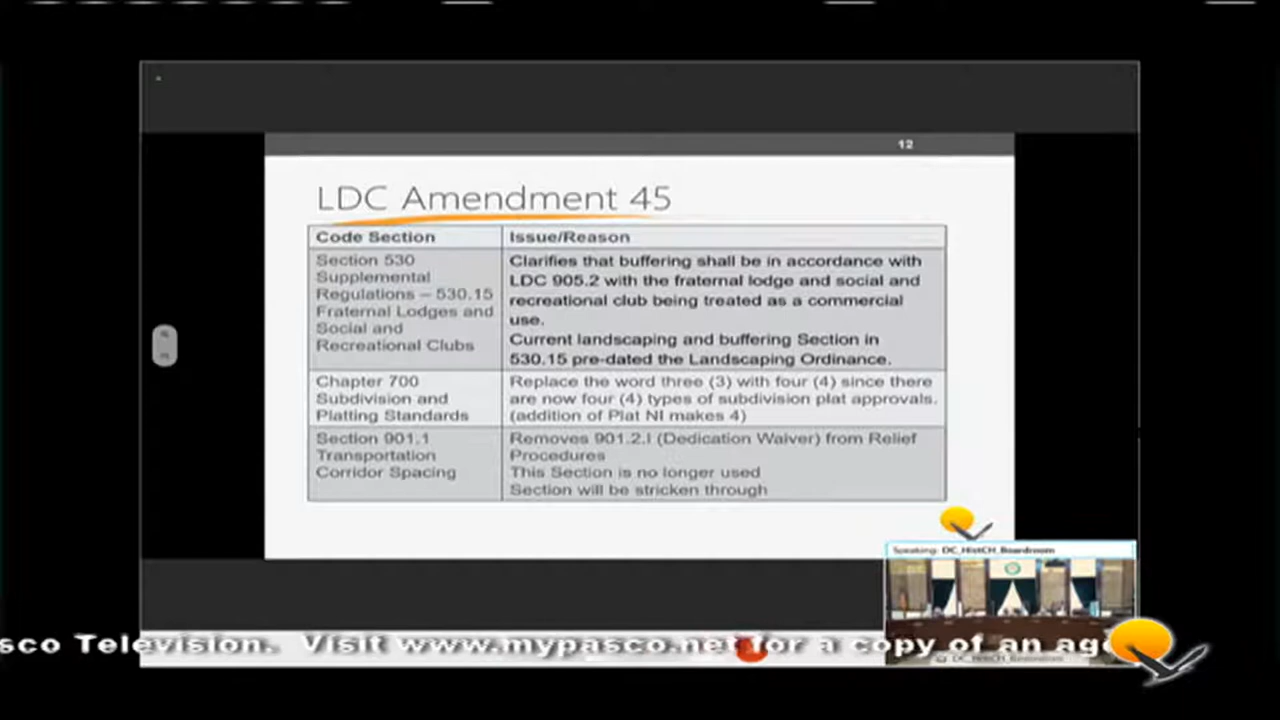 12
LDC Amendment 45
Code Section
Issue/Reason
Section 530
Supplemental
Regulations – 530.15
Fraternal Lodges and
Social and
Recreational Clubs
Clarifies that buffering shall be in accordance with
LDC 905.2 with the fraternal lodge and social and
recreational club being treated as a commercial
use.
Current landscaping and buffering Section in
530.15 pre-dated the Landscaping Ordinance.
Chapter 700
Subdivision and
Platting Standards
Replace the word three (3) with four (4) since there
are now four (4) types of subdivision plat approvals.
(addition of Plat NI makes 4)
Section 901.1
Transportation
Corridor Spacing
Removes 901.2.I (Dedication Waiver) from Relief
Procedures
This Section is no longer used
Section will be stricken through
Speaking: DC_HistCH_Boardroom
sco Television. Visit www.mypasco.net for a copy of an ag
DC_HistCH_Boardroom